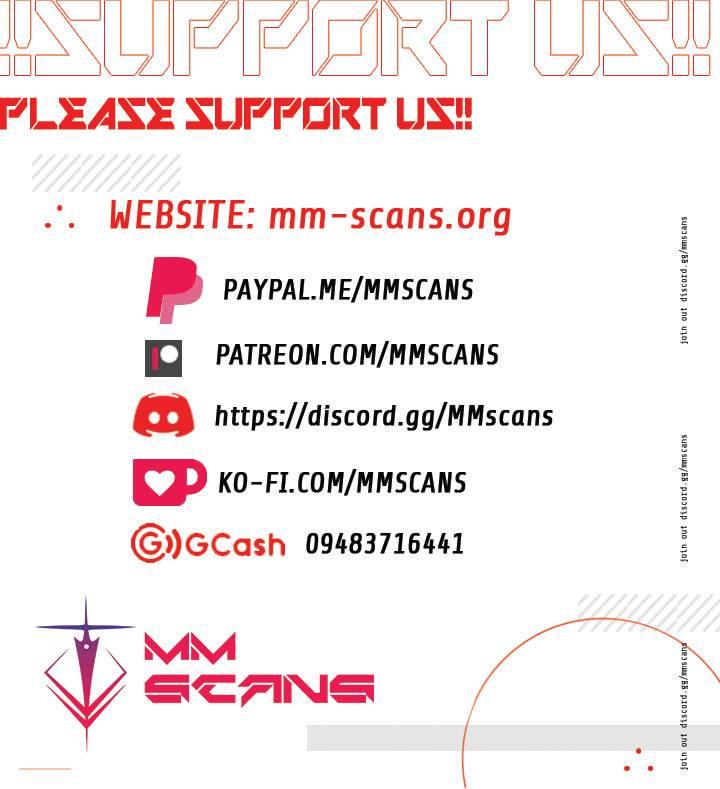 !!SUPPORT US!!
PLEASE SUPPORT US!!
WEBSITE: mm-scans.org
PAYPAL.ME/MMSCANS
PATREON.COM/MMSCANS
https://discord.gg/MMscans
KO-FI.COM/MMSCANS
G GCash 09483716441
MM
SCANS
join out discord.gg/mmscans
join out discord.gg/mmscans
join out discord.gg/mmscans